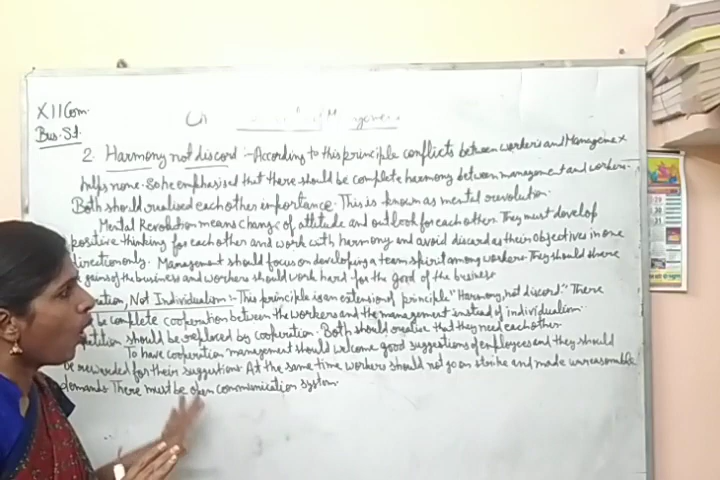 XII Com.
Bus. St.
2. Harmony not discord :- According to this principle conflicts between workers and
helps none. So he emphasised that there should be complete harmony between management and workers.
Both should realised each other importance. This is known as mental revolution.
Mental Revolution means change of attitude and outlook for each other. They must develop
positive thinking for each other and work with harmony and avoid discard as their objectives in one
direction only. Management should focus on developing a team spirit among workers. They should share
gains of the business and workers should work hard for the good of the business
Not Individualism :- This principle is an extension of principle "Harmony, not discord". There
be complete cooperation between the workers and the management instead of individualism.
should be replaced by cooperation. Both should realise that they need each other
To have cooperation management should welcome good suggestions of employees and they should
be rewarded for their suggestions. At the same time workers should not go on strike and made unreasonable
demands. There must be open communication system.
29
30
31